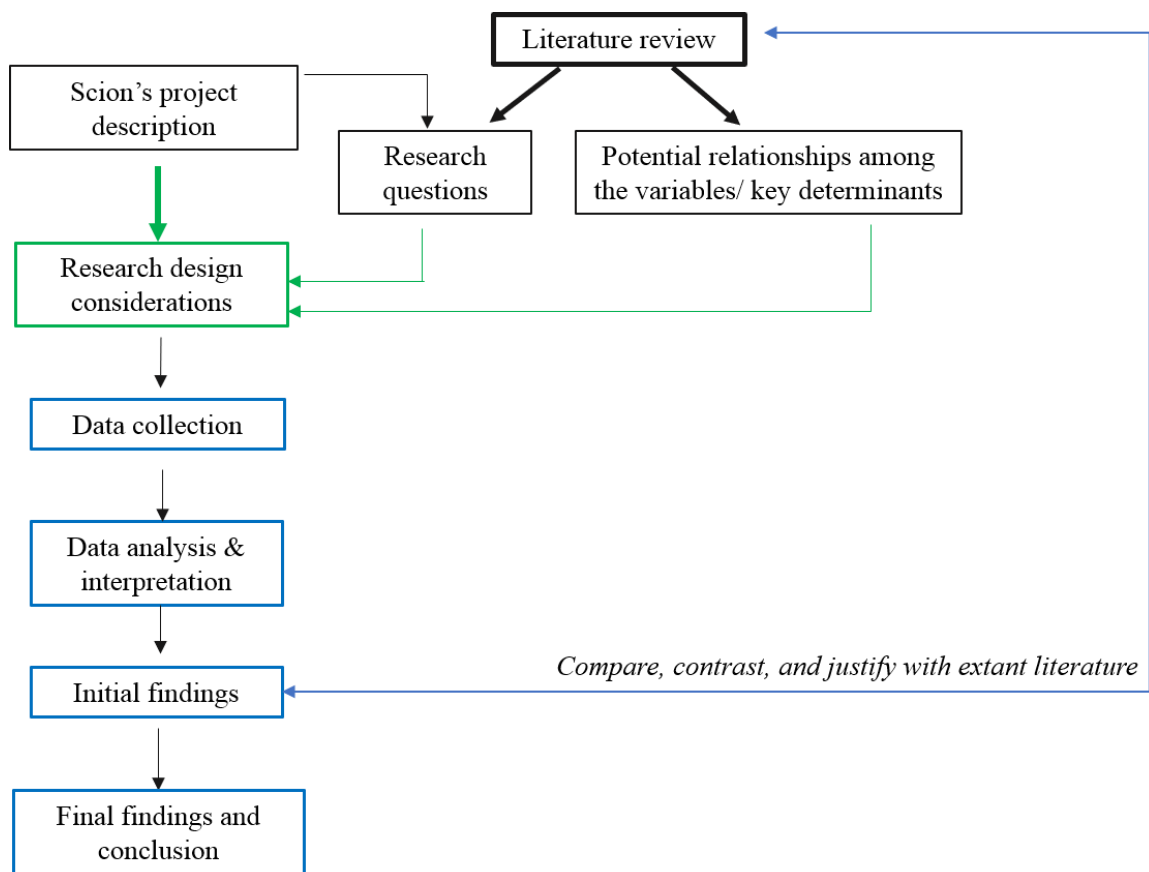 Literature review
Scion’s project
description
Research
questions
Potential relationships among
the variables/ key determinants
Research design
considerations
Data collection
Data analysis &
interpretation
Compare, contrast, and justify with extant literature
Initial findings
Final findings and
conclusion